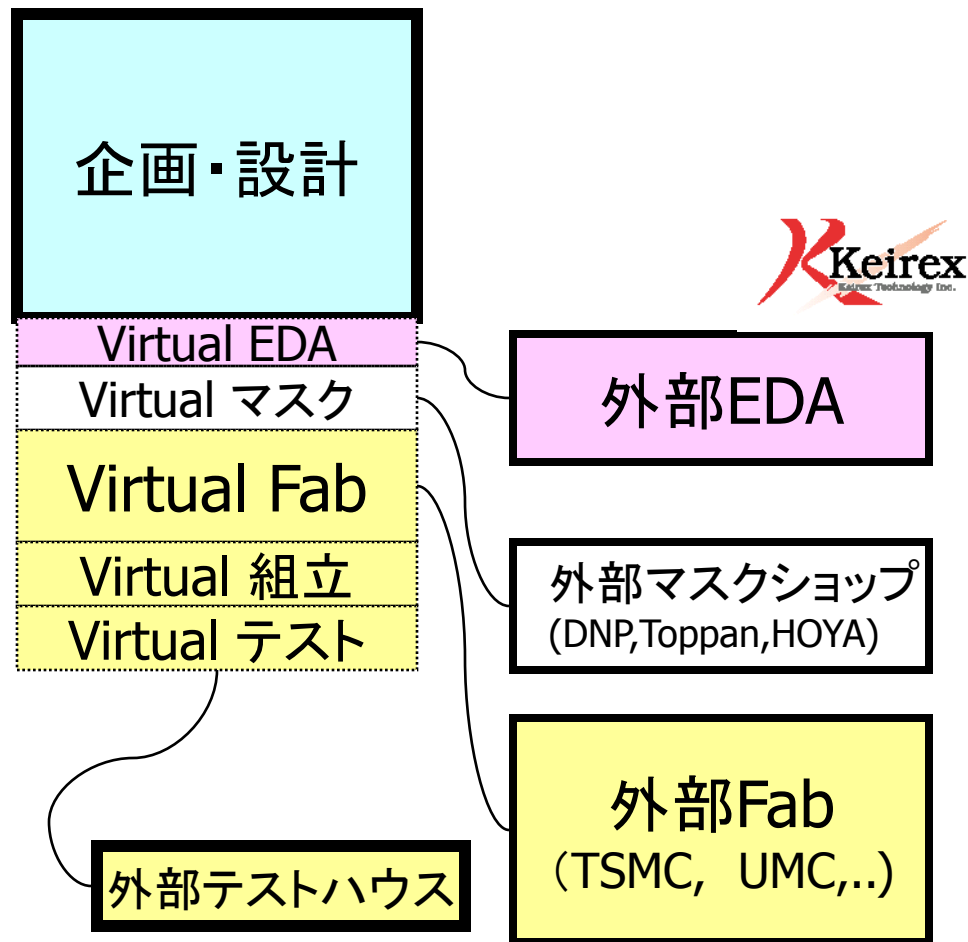 企画・設計
Virtual EDA
Virtual マスク
Virtual Fab
Virtual 組立
Virtual テスト
外部テストハウス
Keirex
Keirex Technology Inc.
外部EDA
外部マスクショップ
(DNP,Toppan,HOYA)
外部Fab
(TSMC, UMC,..)